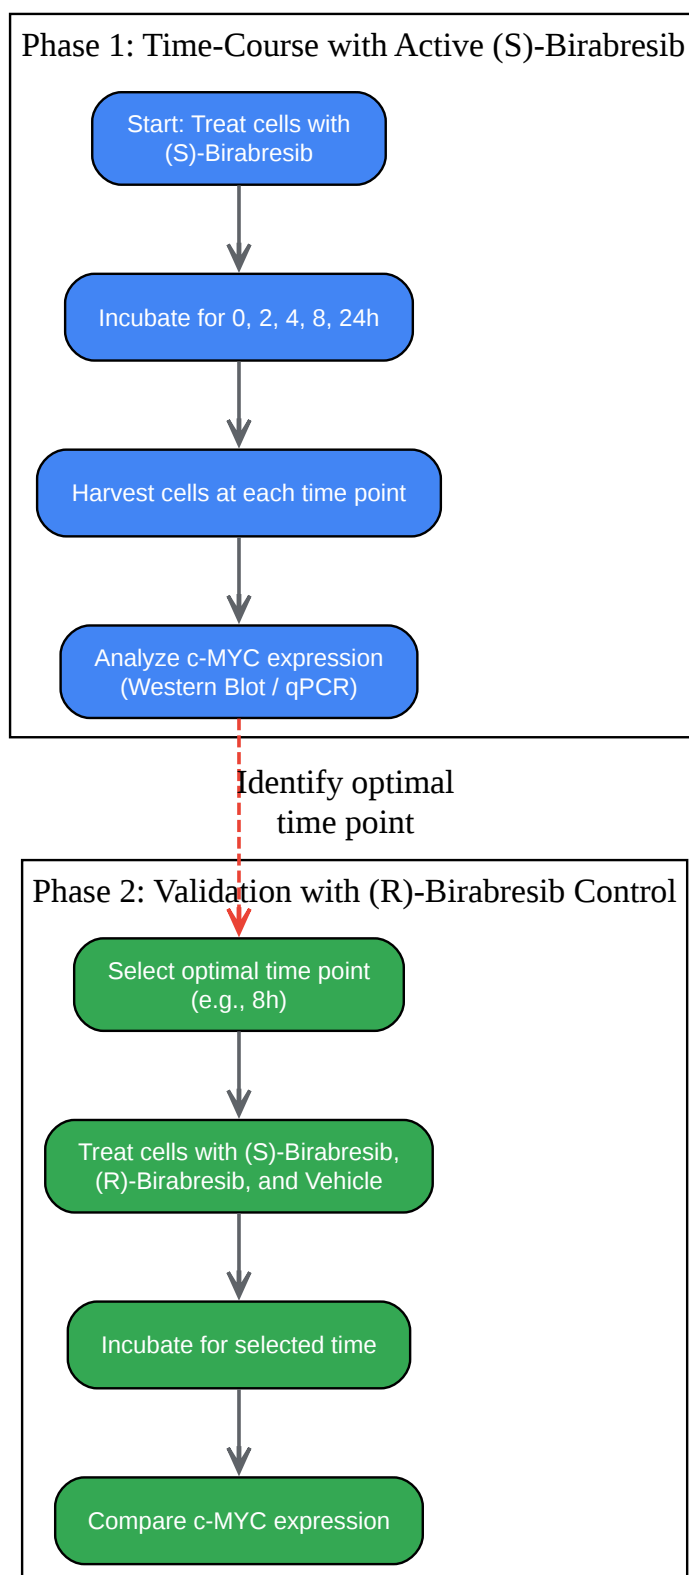 Phase 1: Time-Course with Active (S)-Birabresib
Start: Treat cells with
(S)-Birabresib
Incubate for 0, 2, 4, 8, 24h
Harvest cells at each time point
Analyze c-MYC expression
(Western Blot / qPCR)
Identify optimal
time point
Phase 2: Validation with (R)-Birabresib Control
Select optimal time point
(e.g., 8h)
Treat cells with (S)-Birabresib,
(R)-Birabresib, and Vehicle
Incubate for selected time
Compare c-MYC expression